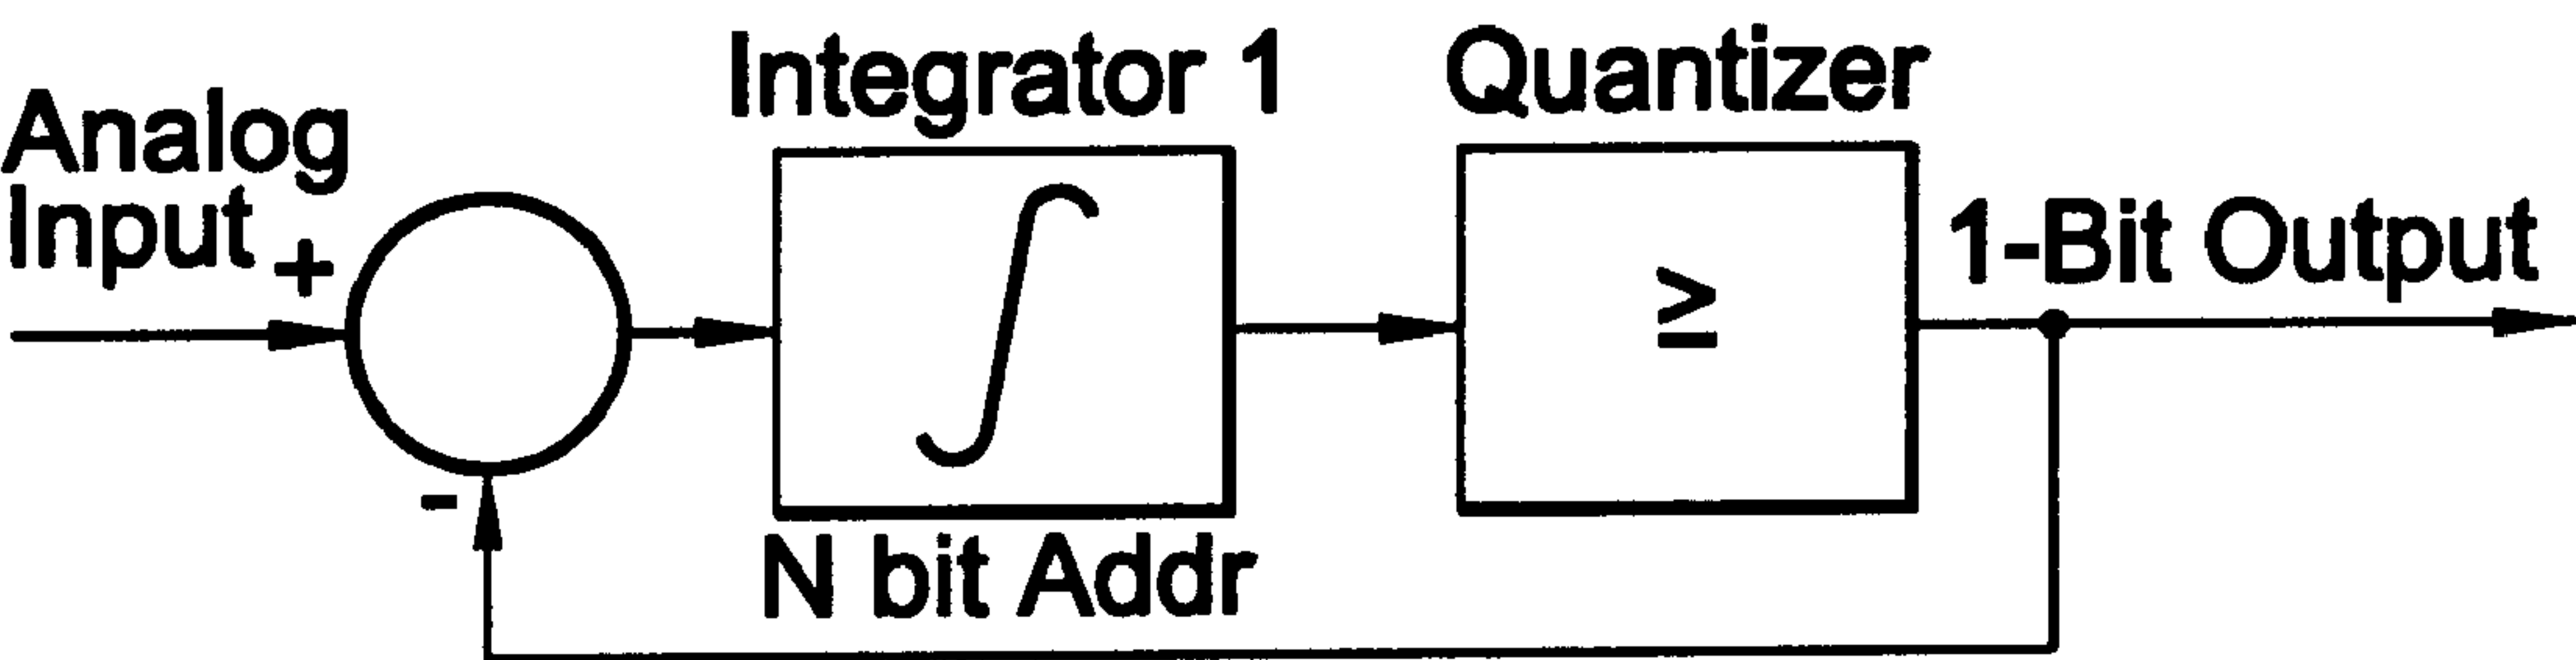 Integrator 1
Quantizer
Analog
Input
+
∫
≥
1-Bit Output
-
N bit Addr